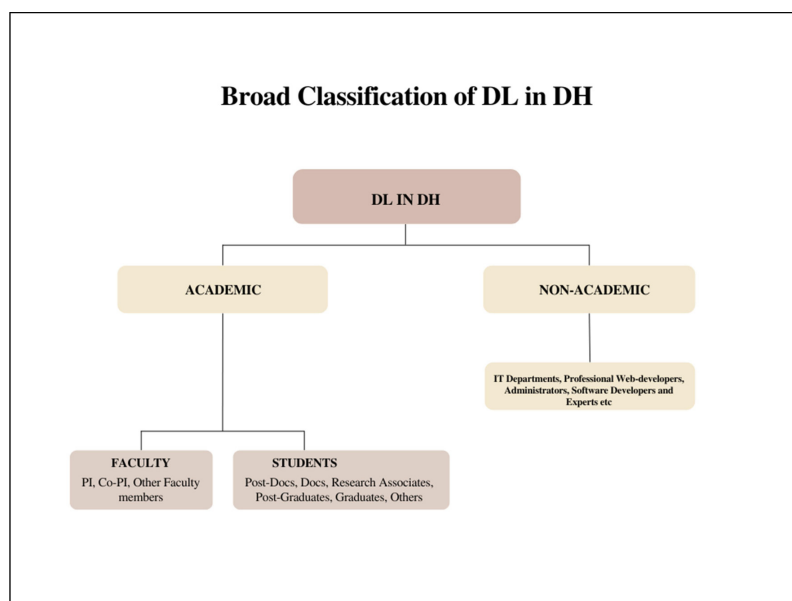 Broad Classification of DL in DH
DL IN DH
ACADEMIC
NON-ACADEMIC
IT Departments, Professional Web-developers,
Administrators, Software Developers and
Experts etc
FACULTY
PI, Co-PI, Other Faculty
members
STUDENTS
Post-Docs, Docs, Research Associates,
Post-Graduates, Graduates, Others